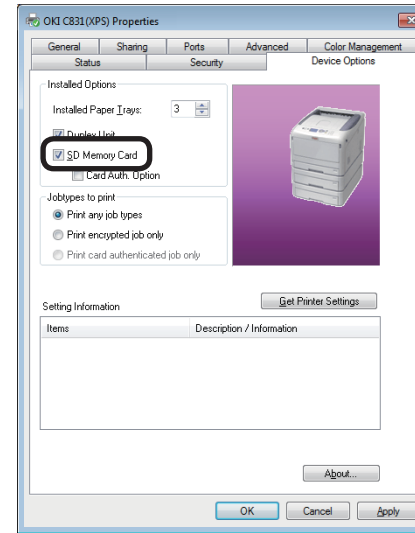 OKI C831(XPS) Properties
General Sharing Ports Advanced Color Management
Status Security Device Options
Installed Options
Installed Paper Trays: 3
Duplex Unit
SD Memory Card
Card Auth. Option
Jobtypes to print
Print any job types
Print encrypted job only
Print card authenticated job only
Get Printer Settings
Setting Information
Items Description / Information
About...
OK Cancel Apply